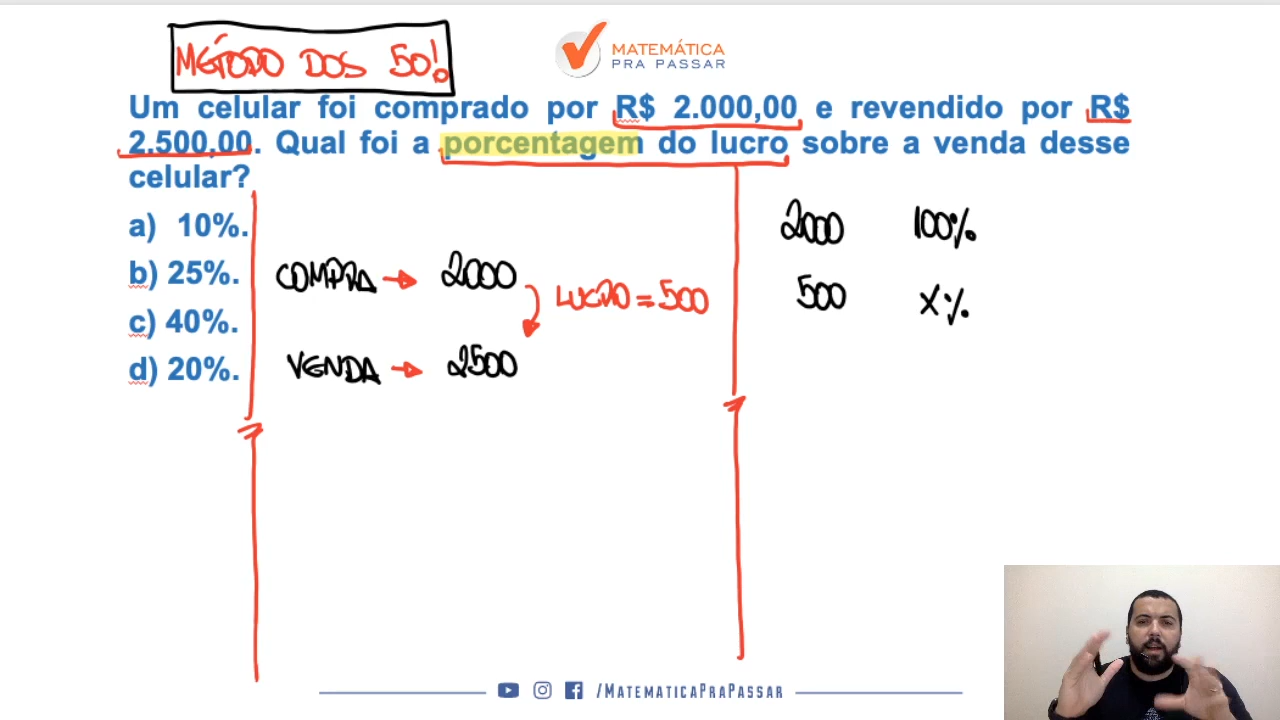 MÉTODO DOS 50!
MATEMÁTICA
PRA PASSAR
Um celular foi comprado por R$ 2.000,00 e revendido por R$
2.500,00. Qual foi a porcentagem do lucro sobre a venda desse
celular?
a) 10%.
b) 25%.
c) 40%.
d) 20%.
COMPRA → 2000
LUCRO = 500
VENDA → 2500
2000 100%
500 X%
/MATEMATICAPRAPASSAR